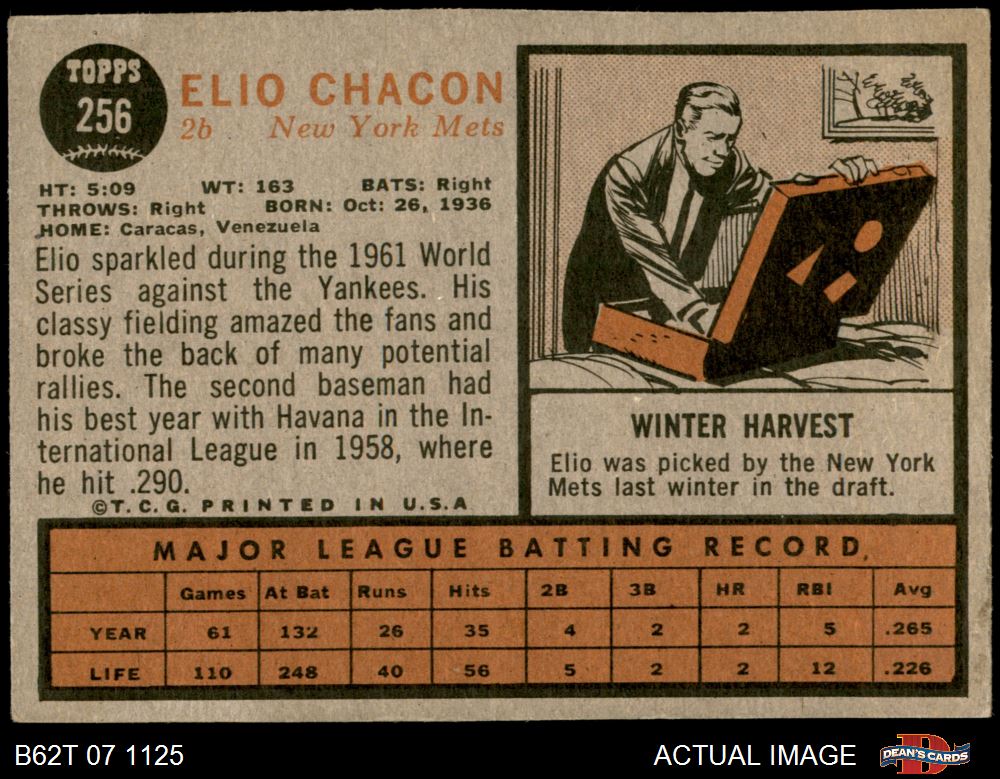 TOPPS
256
ELIO CHACON
2b New York Mets
HT: 5:09 WT: 163 BATS: Right
THROWS: Right BORN: Oct: 26, 1936
HOME: Caracas, Venezuela
Elio sparkled during the 1961 World
Series against the Yankees. His
classy fielding amazed the fans and
broke the back of many potential
rallies. The second baseman had
his best year with Havana in the In-
ternational League in 1958, where
he hit .290.
©T. C. G. PRINTED IN U.S.A
WINTER HARVEST
Elio was picked by the New York
Mets last winter in the draft.
MAJOR LEAGUE BATTING RECORD.
Games At Bat Runs Hits 2B 3B HR RBI Avg
YEAR 61 132 26 35 4 2 2 5 .265
LIFE 110 248 40 56 5 2 2 12 .226
B62T 07 1125
ACTUAL IMAGE
DEAN'S CARDS